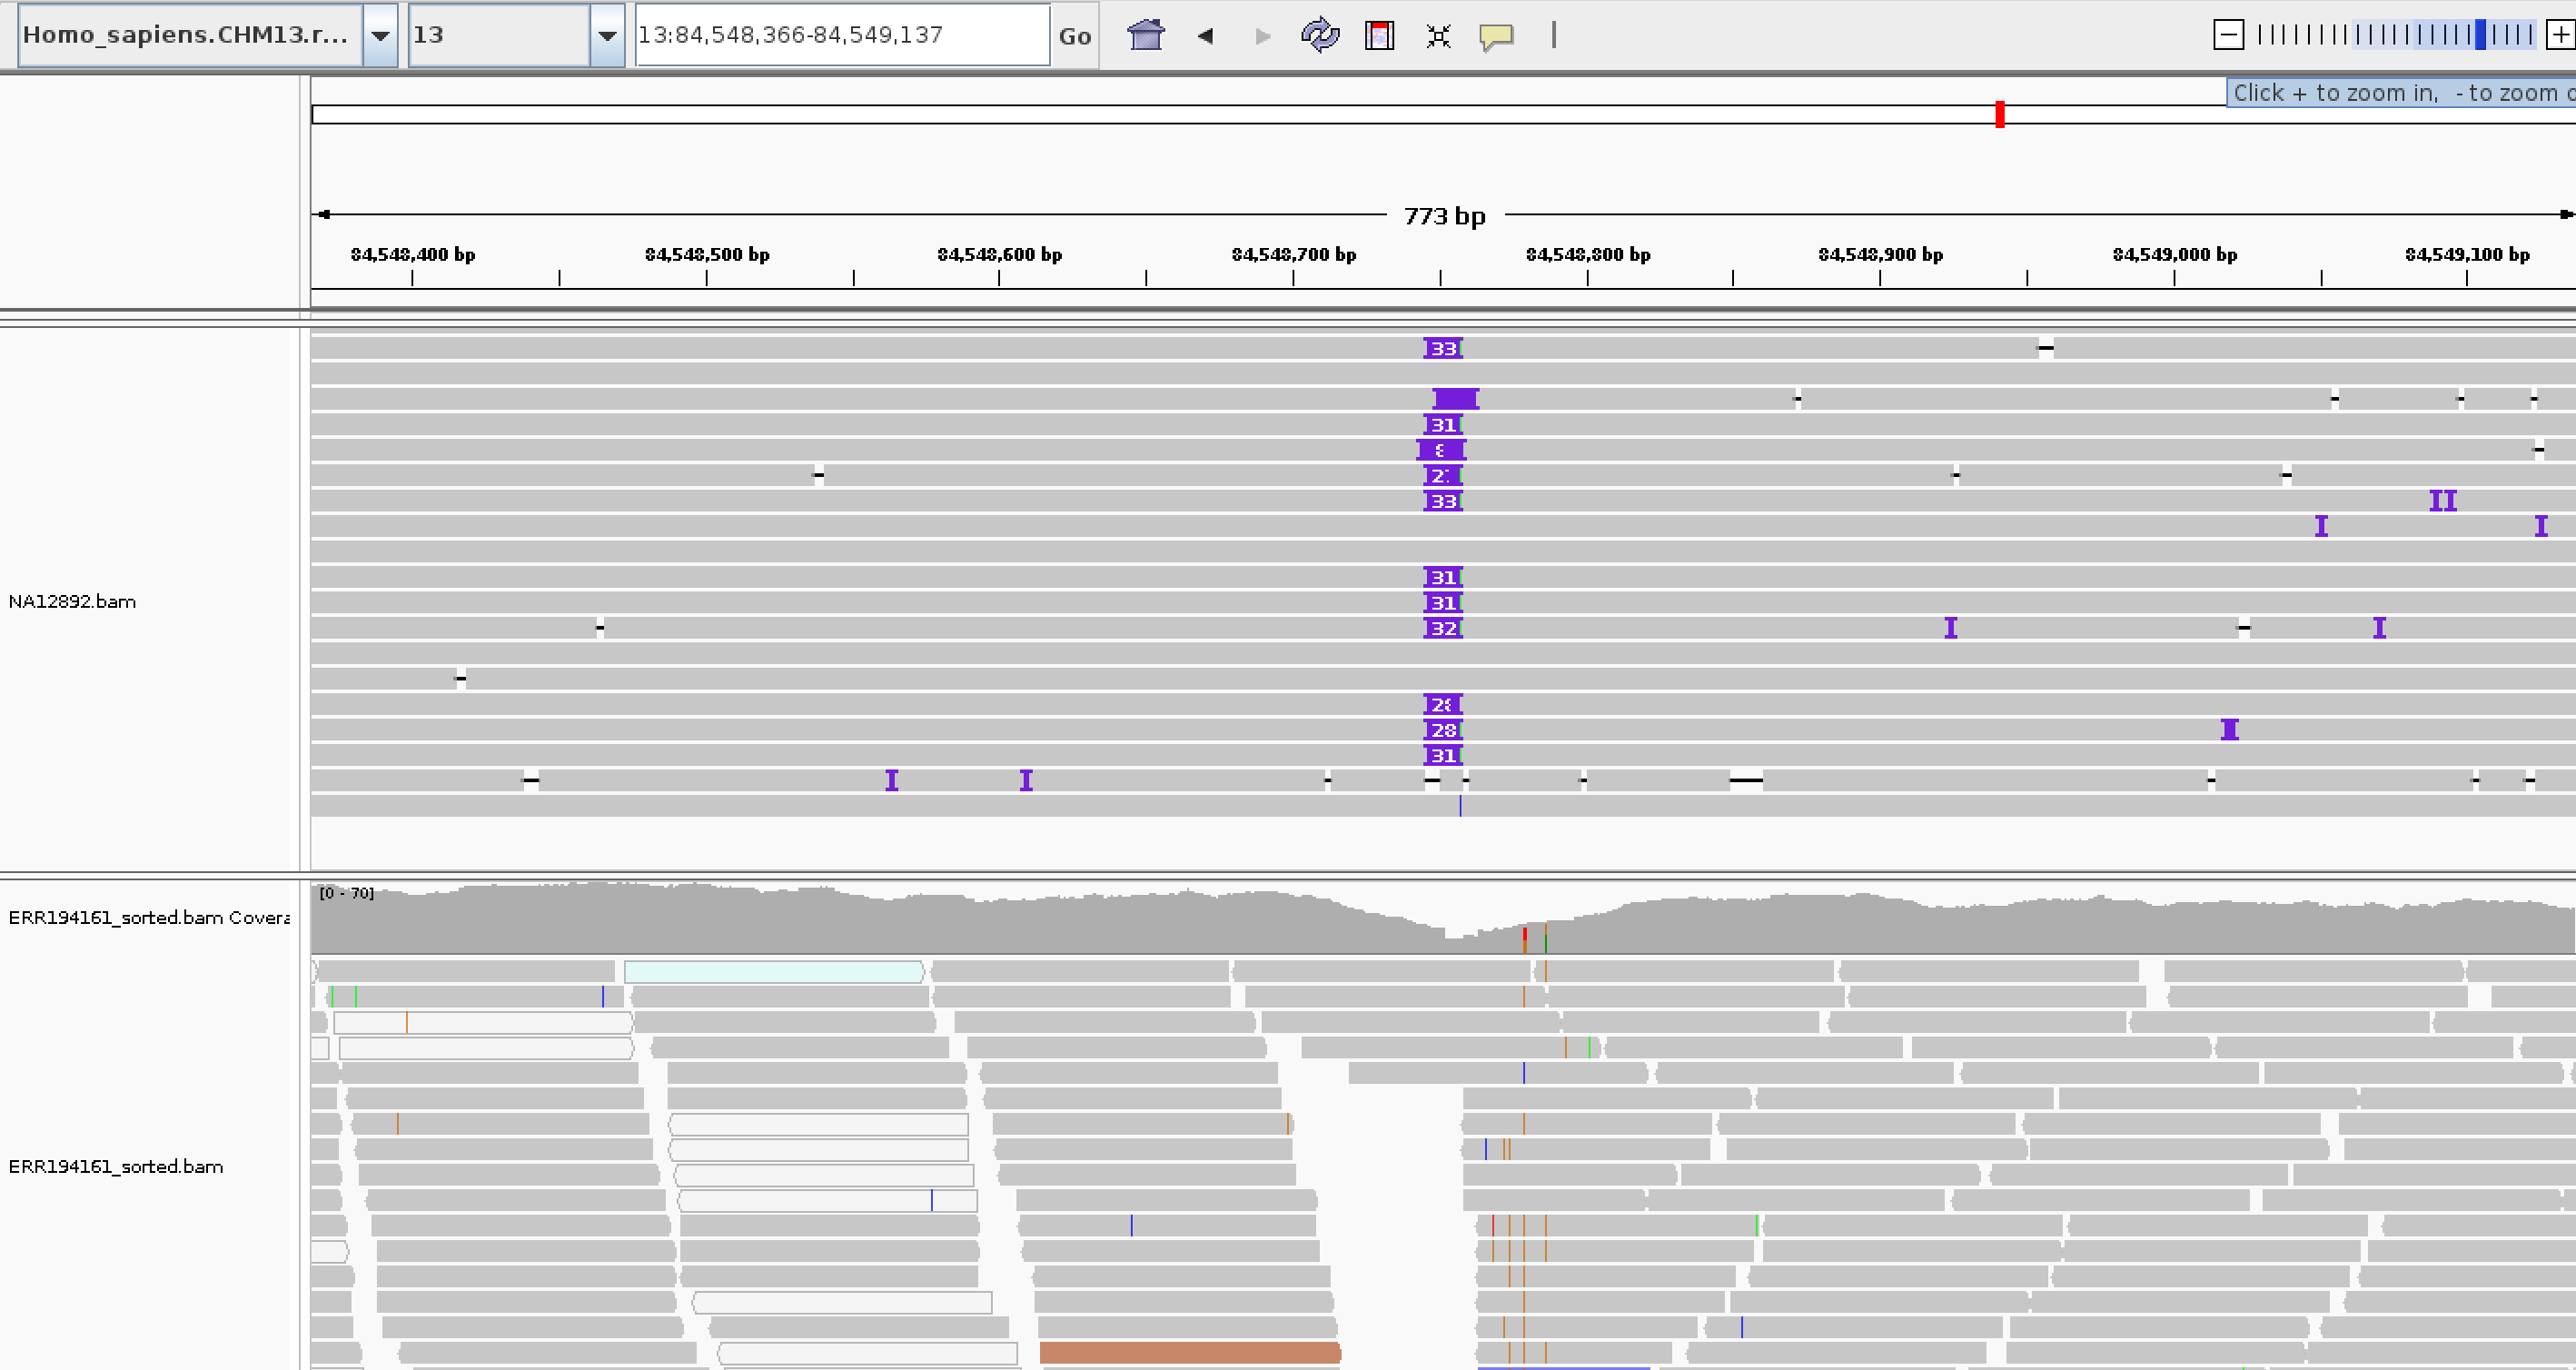 Homo_sapiens.CHM13.r... 13 13:84,548,366-84,549,137 Go
Click + to zoom in, - to zoom
773 bp
84,548,400 bp 84,548,500 bp 84,548,600 bp 84,548,700 bp 84,548,800 bp 84,548,900 bp 84,549,000 bp 84,549,100 bp
33
31
33
31
31
NA12892.bam
32
28
31
[0 - 70]
ERR194161_sorted.bam Covera
ERR194161_sorted.bam